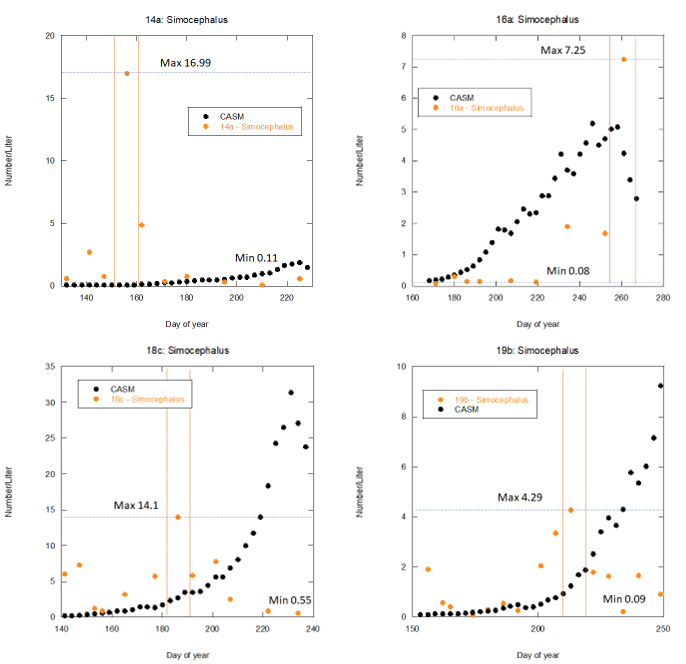 14a: Simocephalus
20
15
10
5
0
Number/Liter
Max 16.99
CASM
14a - Simocephalus
Min 0.11
140 160 180 200 220
Day of year
16a: Simocephalus
8
7
6
5
4
3
2
1
0
Number/Liter
Max 7.25
CASM
16a - Simocephalus
Min 0.08
160 180 200 220 240 260 280
Day of year
18c: Simocephalus
35
30
25
20
15
10
5
0
Number/Liter
CASM
18c - Simocephalus
Max 14.1
Min 0.55
140 160 180 200 220 240
Day of year
19b: Simocephalus
10
8
6
4
2
0
Number/Liter
19b - Simocephalus
CASM
Max 4.29
Min 0.09
150 200 250
Day of year